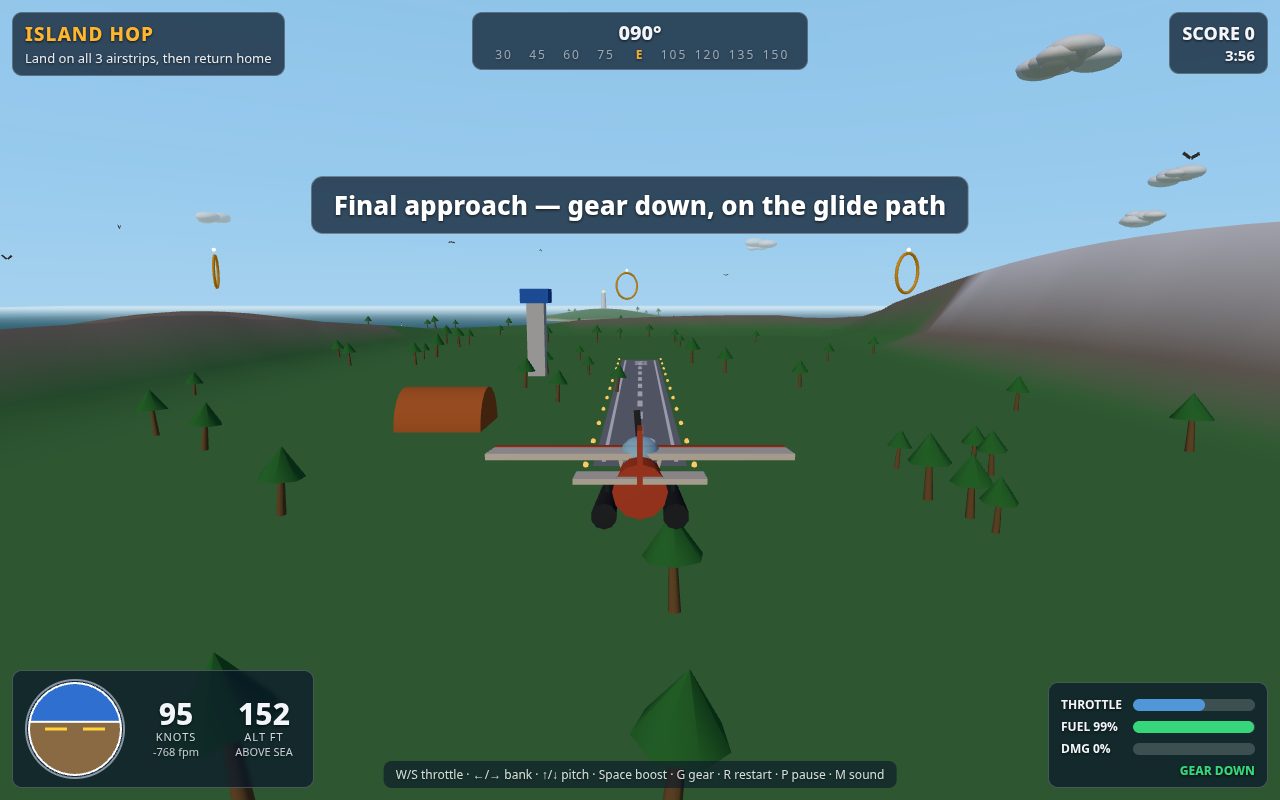 ISLAND HOP
Land on all 3 airstrips, then return home
090°
30 45 60 75 E 105 120 135 150
SCORE 0
3:56
Final approach — gear down, on the glide path
95
KNOTS
-768 fpm
152
ALT FT
ABOVE SEA
W/S throttle · ←/→ bank · ↑/↓ pitch · Space boost · G gear · R restart · P pause · M sound
THROTTLE
FUEL 99%
DMG 0%
GEAR DOWN